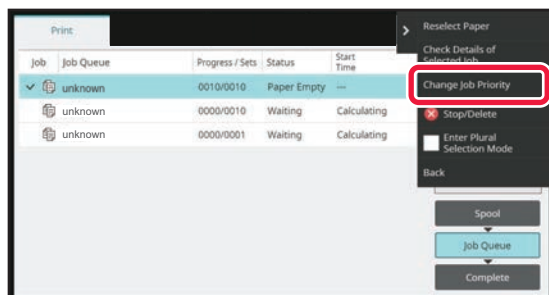 Print
Job Job Queue Progress / Sets Status Start Time
unknown 0010/0010 Paper Empty ---
unknown 0000/0010 Waiting Calculating
unknown 0000/0001 Waiting Calculating
Reselect Paper
Check Details of
Selected Job
Change Job Priority
Stop/Delete
Enter Plural
Selection Mode
Back
Spool
Job Queue
Complete